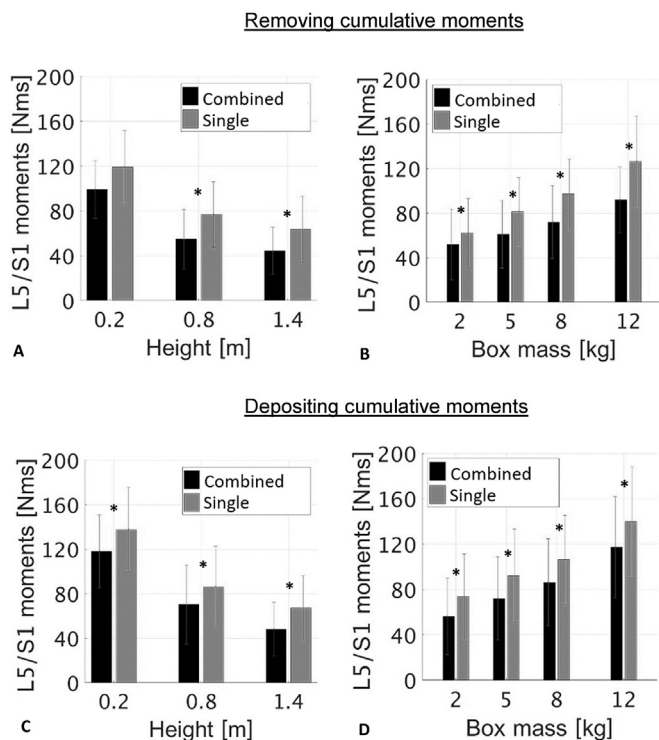 Removing cumulative moments
L5/S1 moments [Nms]
200
160
120
80
40
0
Combined
Single
*
*
0.2
0.8
1.4
Height [m]
A
L5/S1 moments [Nms]
200
160
120
80
40
0
Combined
Single
*
*
*
*
2
5
8
12
Box mass [kg]
B
Depositing cumulative moments
L5/S1 moments [Nms]
200
160
120
80
40
0
Combined
Single
*
*
*
0.2
0.8
1.4
Height [m]
C
L5/S1 moments [Nms]
200
160
120
80
40
0
Combined
Single
*
*
*
*
2
5
8
12
Box mass [kg]
D